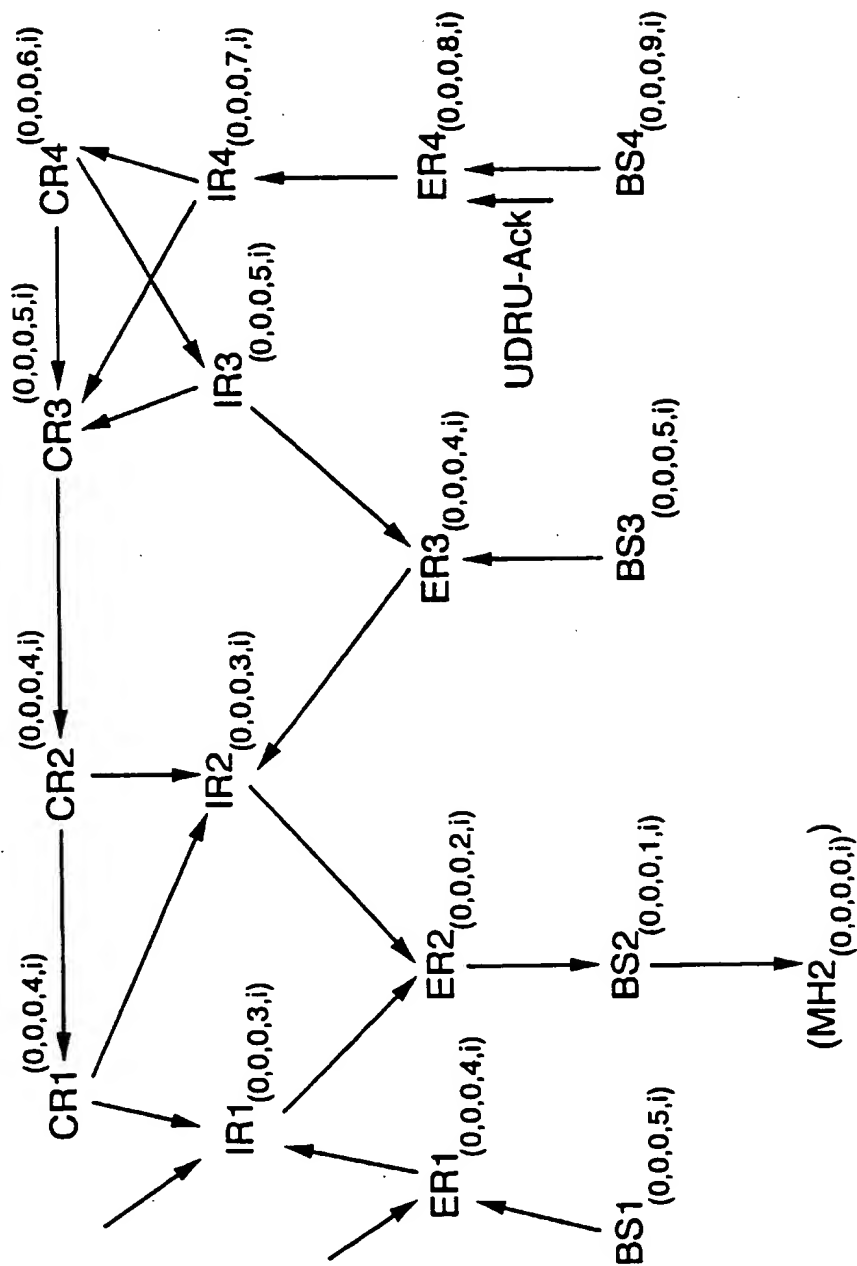 CR1 (0,0,0,4,i)
CR2 (0,0,0,4,i)
CR3 (0,0,0,5,i)
CR4 (0,0,0,6,i)
IR1 (0,0,0,3,i)
IR2 (0,0,0,3,i)
IR3 (0,0,0,5,i)
IR4 (0,0,0,7,i)
ER1 (0,0,0,4,i)
ER2 (0,0,0,2,i)
ER3 (0,0,0,4,i)
ER4 (0,0,0,8,i)
UDRU-Ack
BS1 (0,0,0,5,i)
BS2 (0,0,0,1,i)
BS3 (0,0,0,5,i)
BS4 (0,0,0,9,i)
(MH2 (0,0,0,0,i))